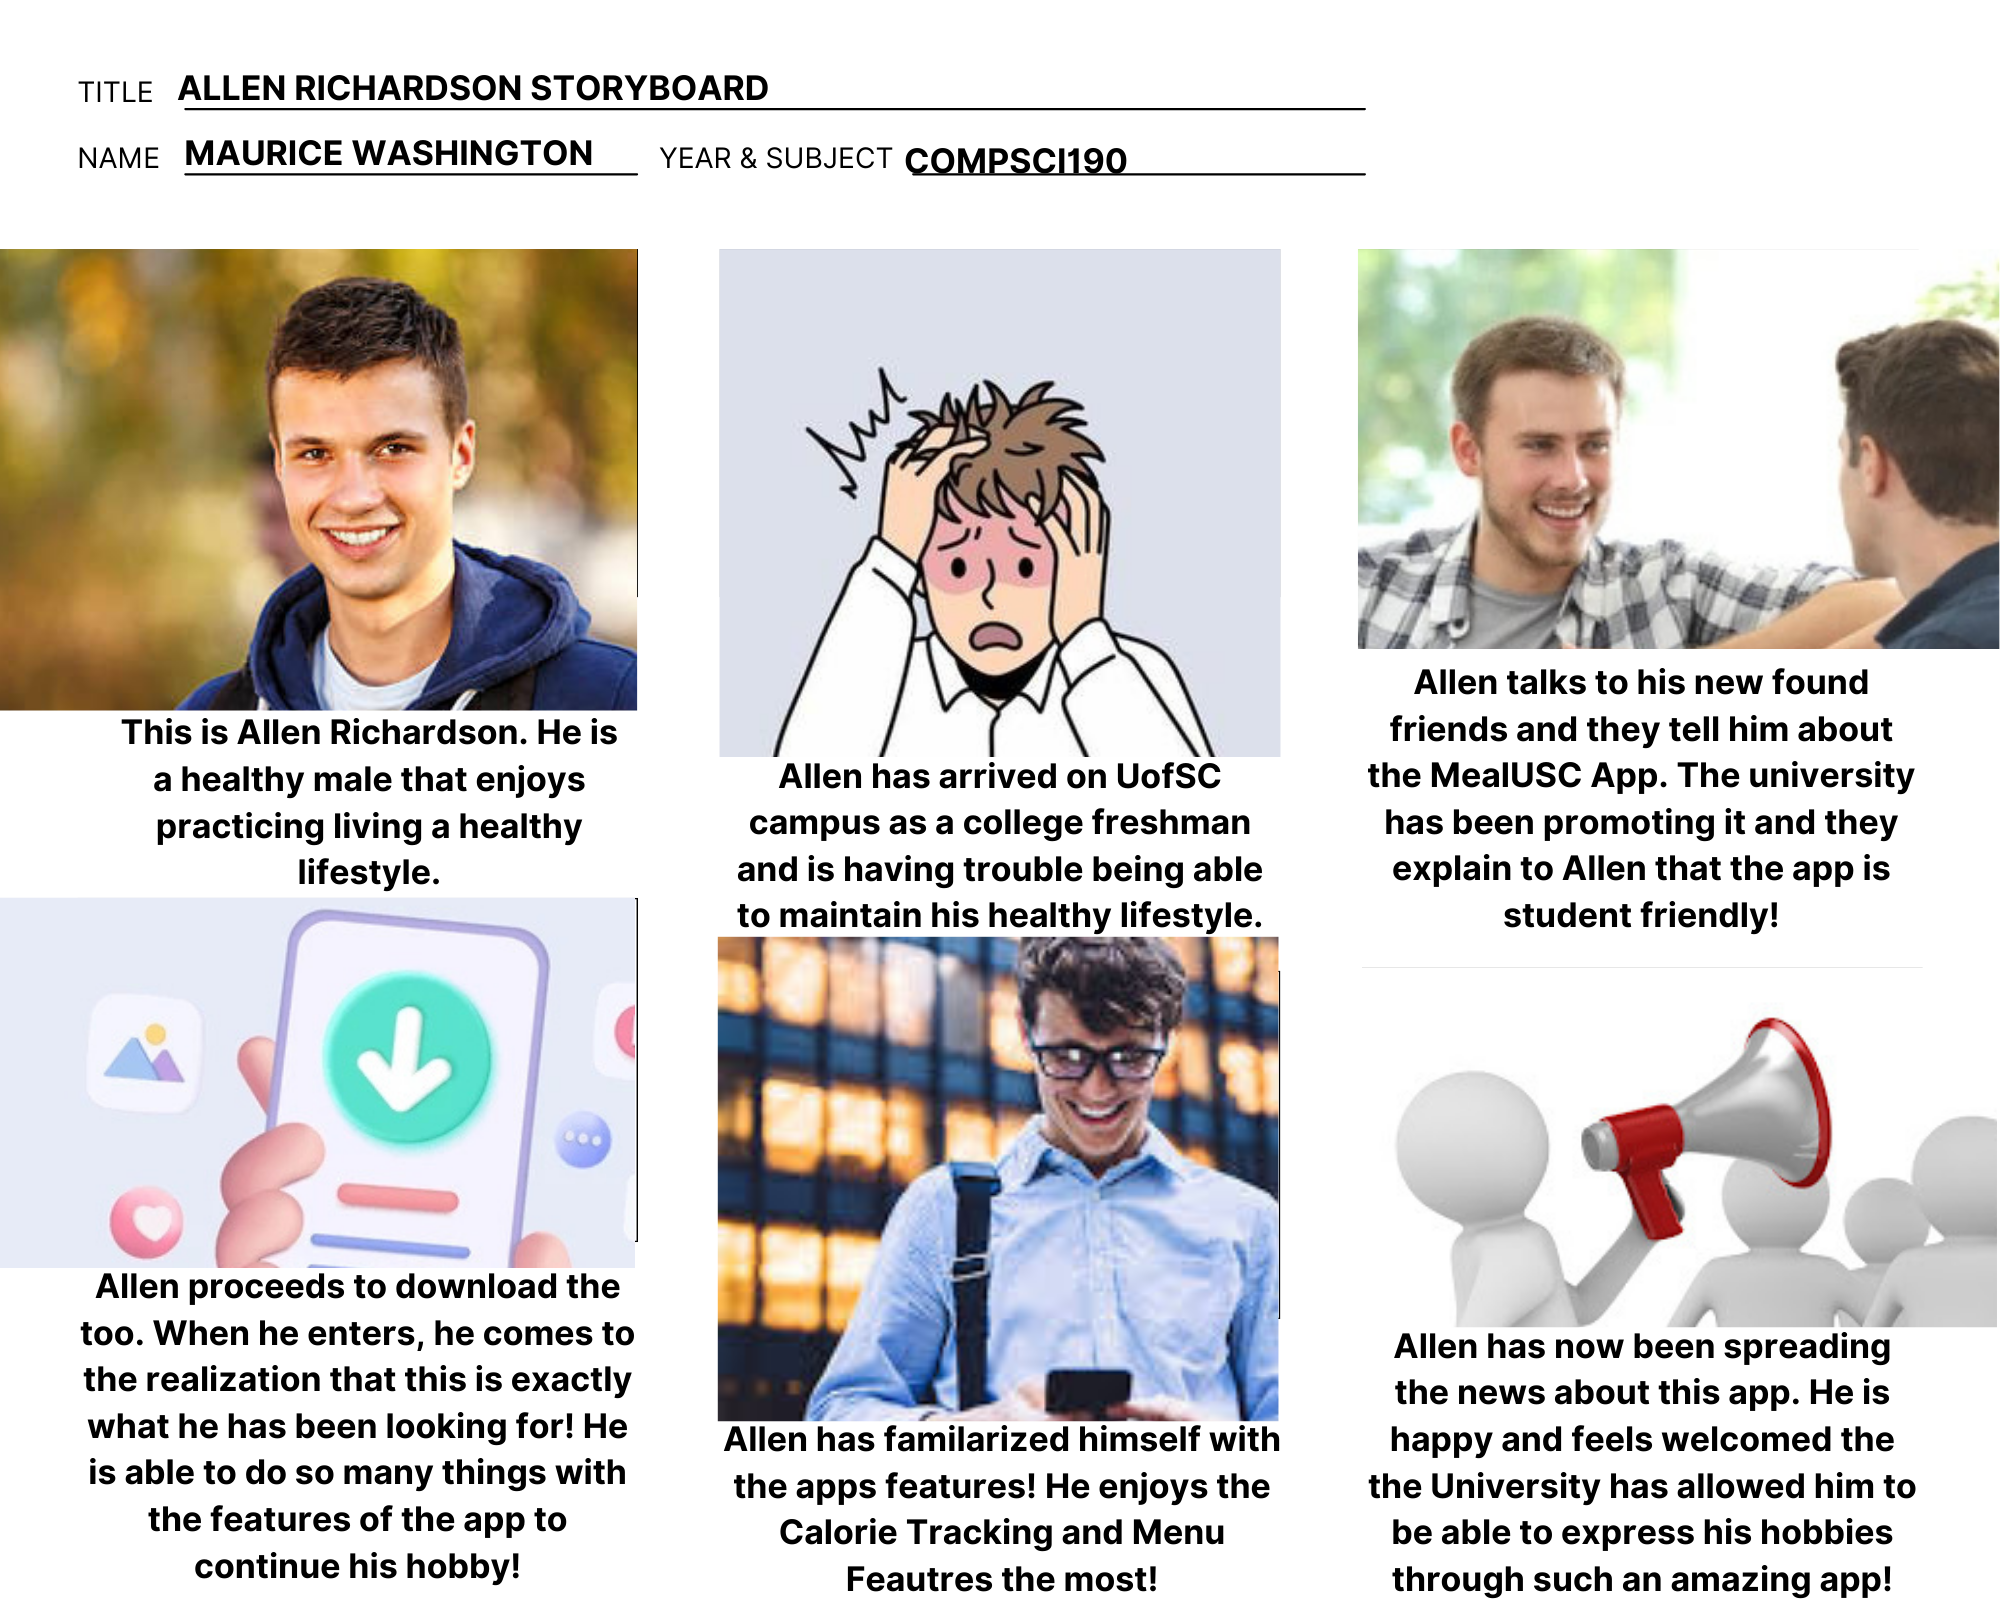 TITLE ALLEN RICHARDSON STORYBOARD
NAME MAURICE WASHINGTON YEAR & SUBJECT COMPSCI190
This is Allen Richardson. He is
a healthy male that enjoys
practicing living a healthy
lifestyle.
Allen has arrived on UofSC
campus as a college freshman
and is having trouble being able
to maintain his healthy lifestyle.
Allen talks to his new found
friends and they tell him about
the MealUSC App. The university
has been promoting it and they
explain to Allen that the app is
student friendly!
Allen proceeds to download the
too. When he enters, he comes to
the realization that this is exactly
what he has been looking for! He
is able to do so many things with
the features of the app to
continue his hobby!
Allen has familarized himself with
the apps features! He enjoys the
Calorie Tracking and Menu
Feautres the most!
Allen has now been spreading
the news about this app. He is
happy and feels welcomed the
the University has allowed him to
be able to express his hobbies
through such an amazing app!